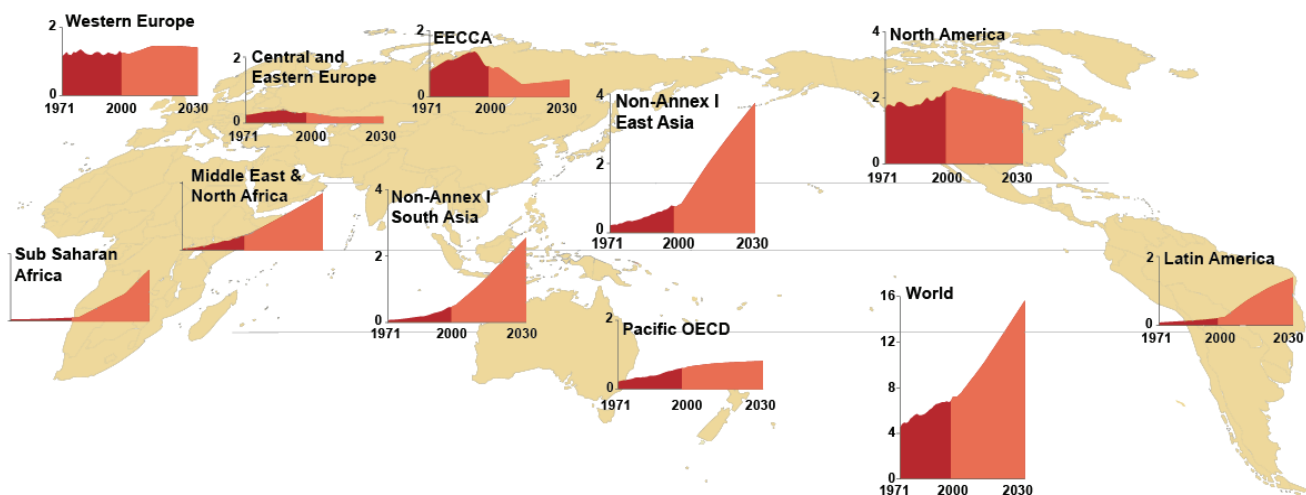 Western Europe
2
0
1971 2000 2030
Central and
Eastern Europe
2
0
1971 2000 2030
EECCA
2
0
1971 2000 2030
Non-Annex I
East Asia
4
2
0
1971 2000 2030
North America
4
2
0
1971 2000 2030
Middle East &
North Africa
Non-Annex I
South Asia
4
2
0
1971 2000 2030
Sub Saharan
Africa
Pacific OECD
2
0
1971 2000 2030
World
16
12
8
4
0
1971 2000 2030
Latin America
2
0
1971 2000 2030